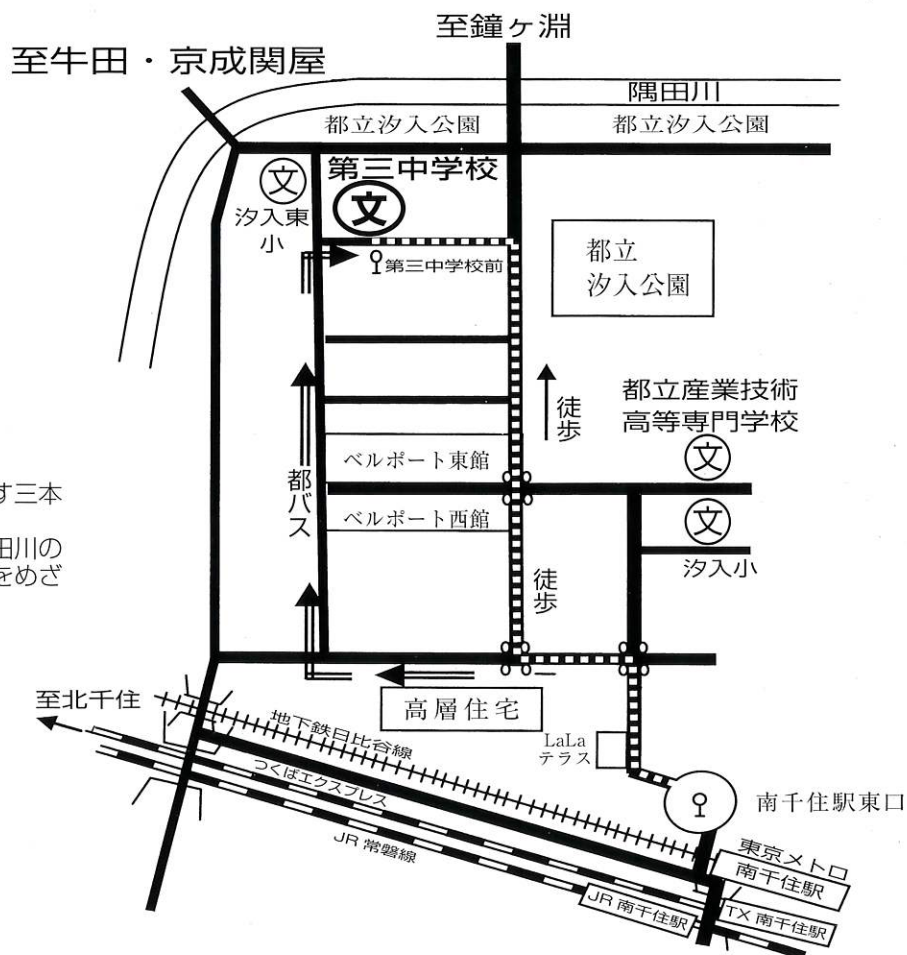 至鐘ヶ淵
至牛田・京成関屋
隅田川
都立汐入公園
都立汐入公園
第三中学校
文
汐入東
小
文
第三中学校前
都立
汐入公園
徒歩
都立産業技術
高等専門学校
文
ベルポート東館
都バス
ベルポート西館
文
汐入小
す三本
田川の
をめざ
徒歩
至北千住
高層住宅
地下鉄日比谷線
つくばエクスプレス
JR 常磐線
LaLa
テラス
南千住駅東口
東京メトロ
南千住駅
JR 南千住駅
TX 南千住駅